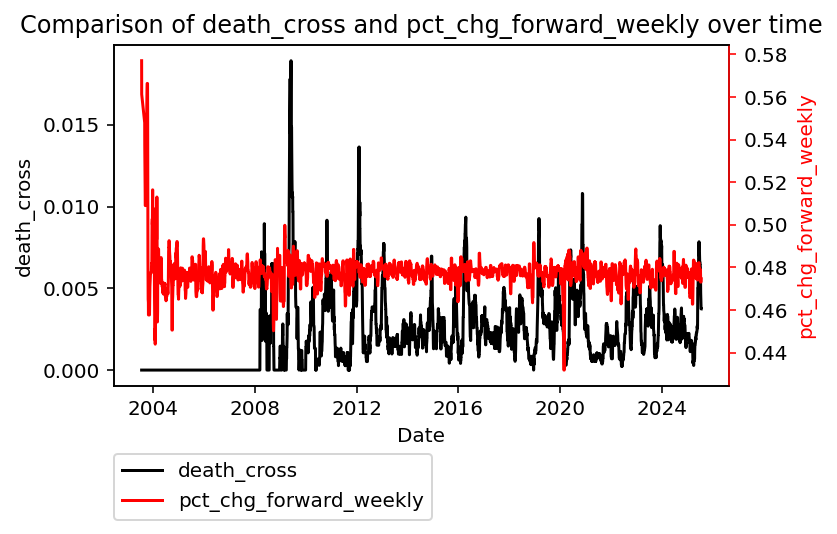 Comparison of death_cross and pct_chg_forward_weekly over time
death_cross
0.015
0.010
0.005
0.000
0.58
0.56
0.54
0.52
0.50
0.48
0.46
0.44
pct_chg_forward_weekly
2004 2008 2012 2016 2020 2024
Date
death_cross
pct_chg_forward_weekly